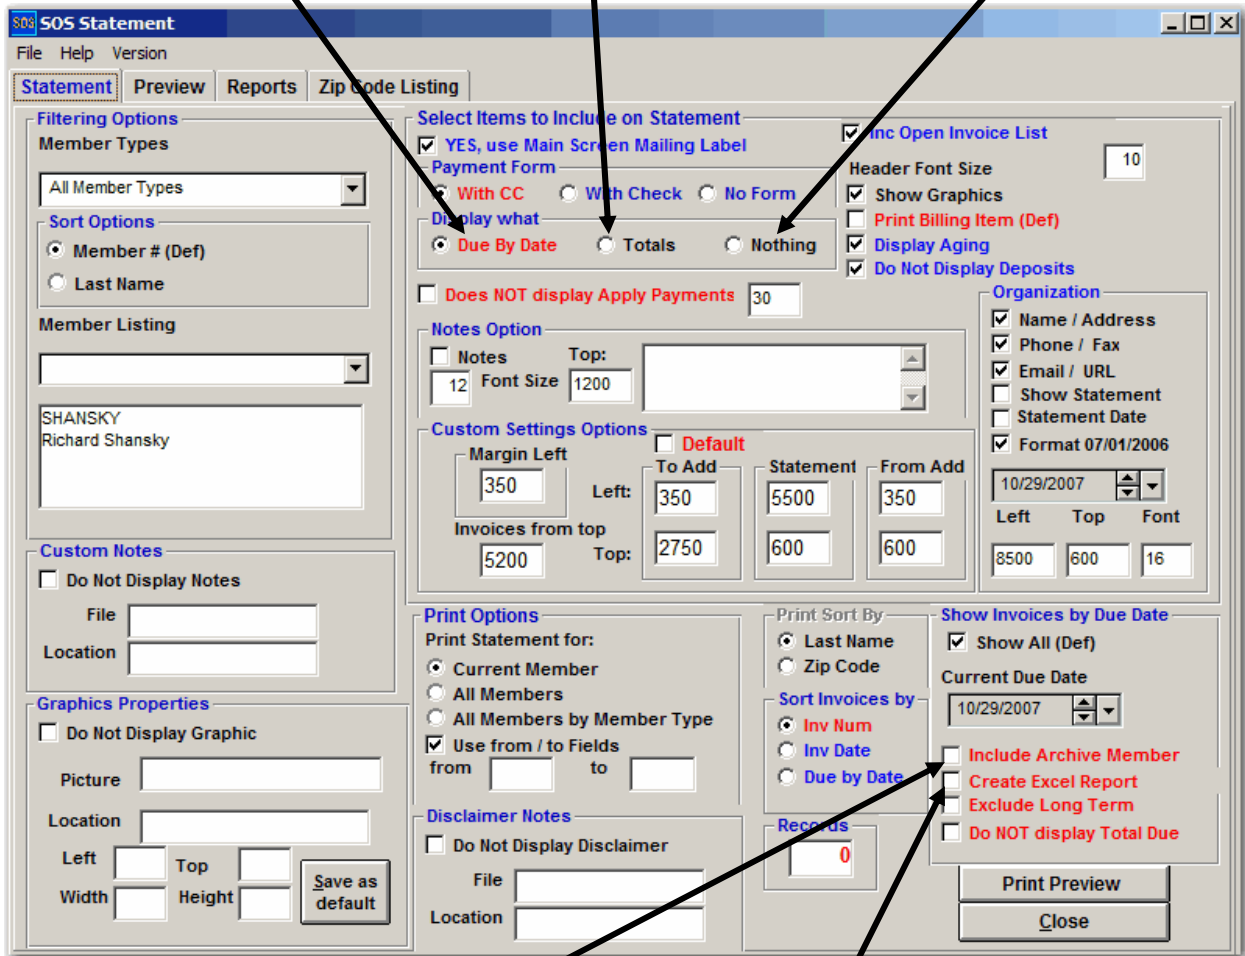 SOS SOS Statement
File Help Version
Statement Preview Reports Zip Code Listing
Filtering Options
Member Types
All Member Types
Sort Options
Member # (Def)
Last Name
Member Listing
SHANSKY
Richard Shansky
Custom Notes
Do Not Display Notes
File
Location
Graphics Properties
Do Not Display Graphic
Picture
Location
Left Top
Width Height
Save as
default
Select Items to Include on Statement
YES, use Main Screen Mailing Label
Payment Form
With CC With Check No Form
Display what
Due By Date Totals Nothing
Does NOT display Apply Payments 30
Inc Open Invoice List
Header Font Size 10
Show Graphics
Print Billing Item (Def)
Display Aging
Do Not Display Deposits
Notes Option
Notes Top:
12 Font Size 1200
Custom Settings Options Default
Margin Left To Add Statement From Add
350 Left: 350 5500 350
Invoices from top
5200 Top: 2750 600 600
Organization
Name / Address
Phone / Fax
Email / URL
Show Statement
Statement Date
Format 07/01/2006
10/29/2007
Left Top Font
8500 600 16
Print Options
Print Statement for:
Current Member
All Members
All Members by Member Type
Use from / to Fields
from to
Disclaimer Notes
Do Not Display Disclaimer
File
Location
Print Sort By
Last Name
Zip Code
Sort Invoices by
Inv Num
Inv Date
Due by Date
Records
0
Show Invoices by Due Date
Show All (Def)
Current Due Date
10/29/2007
Include Archive Member
Create Excel Report
Exclude Long Term
Do NOT display Total Due
Print Preview
Close